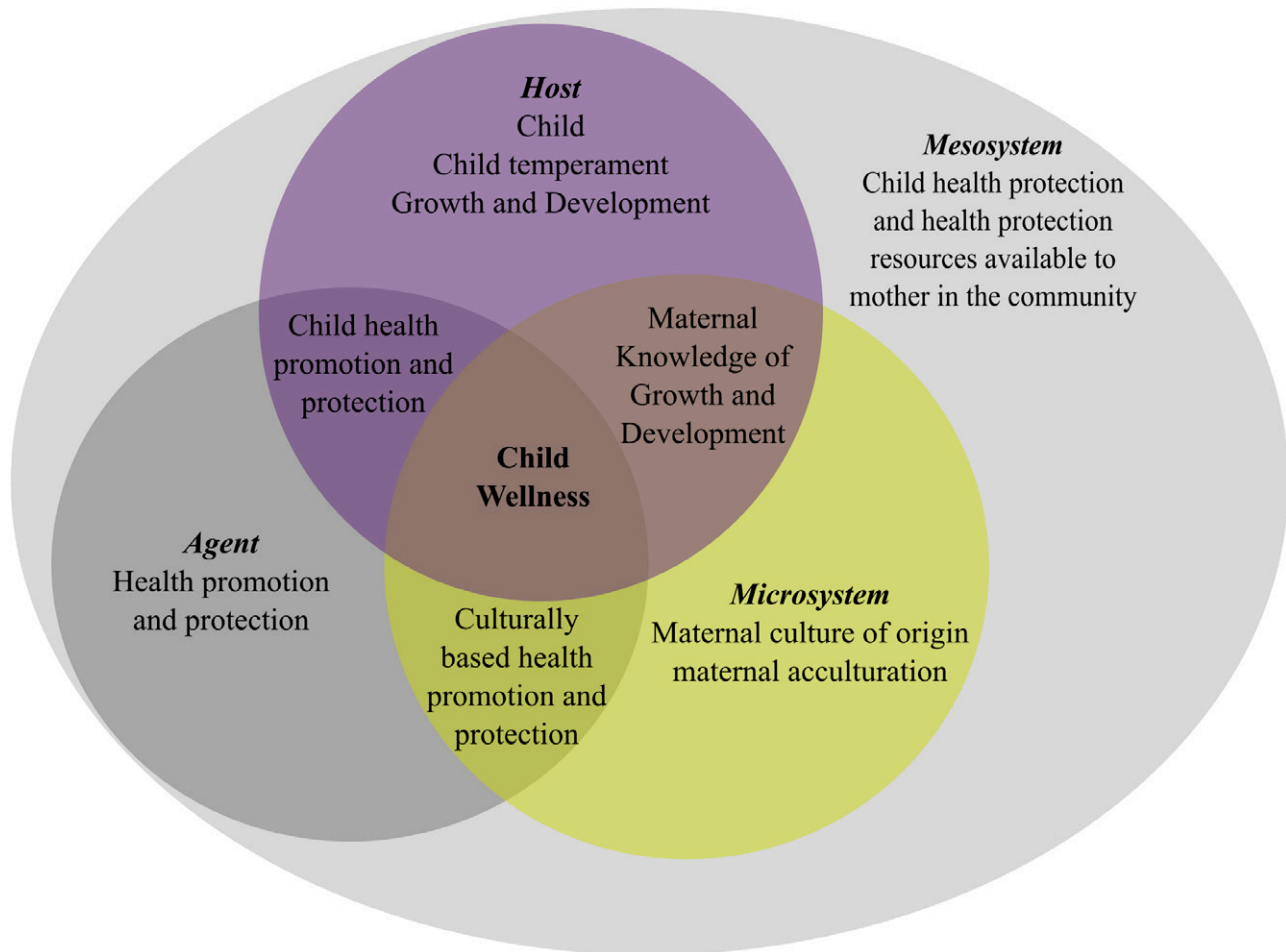 Host
Child
Child temperament
Growth and Development
Mesosystem
Child health protection
and health protection
resources available to
mother in the community
Child health
promotion and
protection
Maternal
Knowledge of
Growth and
Development
Child
Wellness
Agent
Health promotion
and protection
Microsystem
Maternal culture of origin
maternal acculturation
Culturally
based health
promotion and
protection